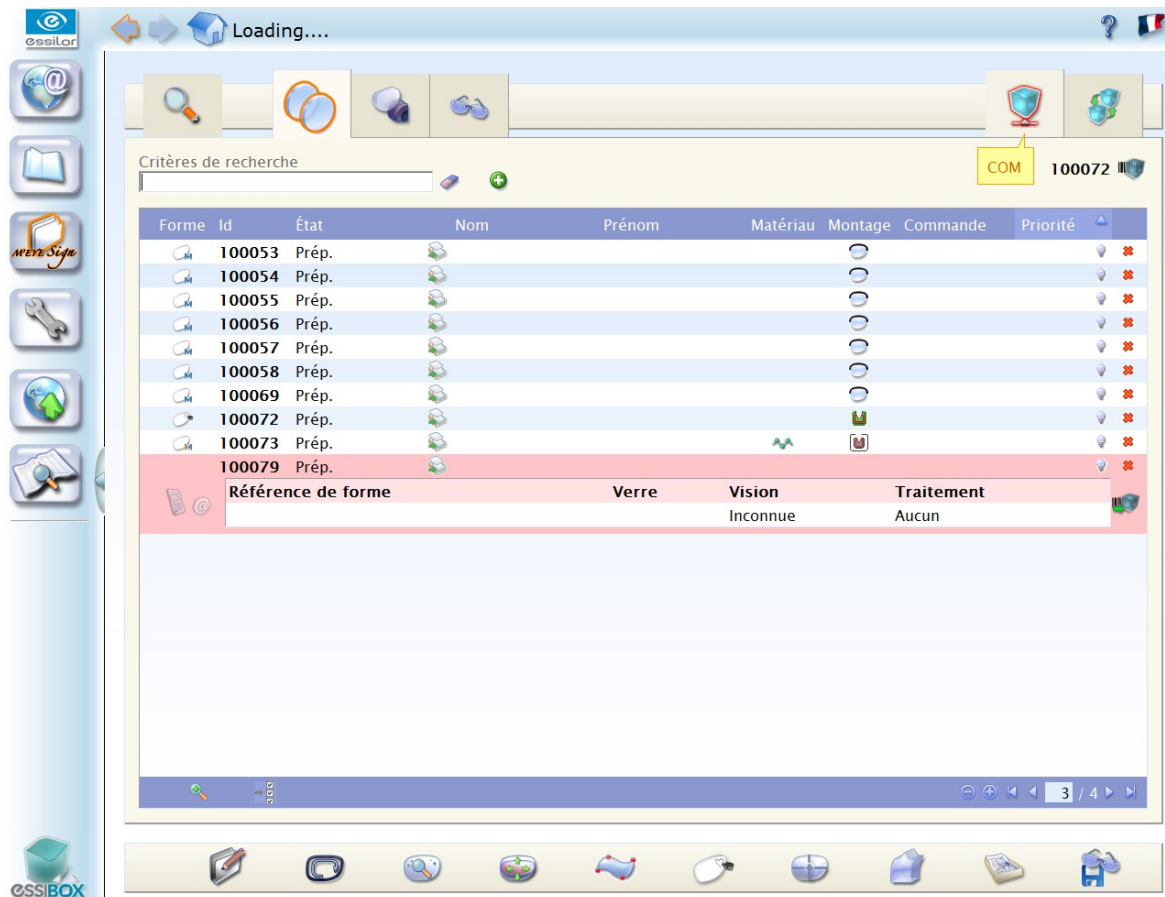 essilor
Loading....
Critères de recherche
COM
100072
Forme Id État Nom Prénom Matériau Montage Commande Priorité
M 100053 Prép.
M 100054 Prép.
M 100055 Prép.
M 100056 Prép.
M 100057 Prép.
M 100058 Prép.
M 100069 Prép.
100072 Prép.
M 100073 Prép.
100079 Prép.
Référence de forme Verre Vision Traitement
@ Inconnue Aucun
3 / 4
M'EYE Sign
ESSIBOX